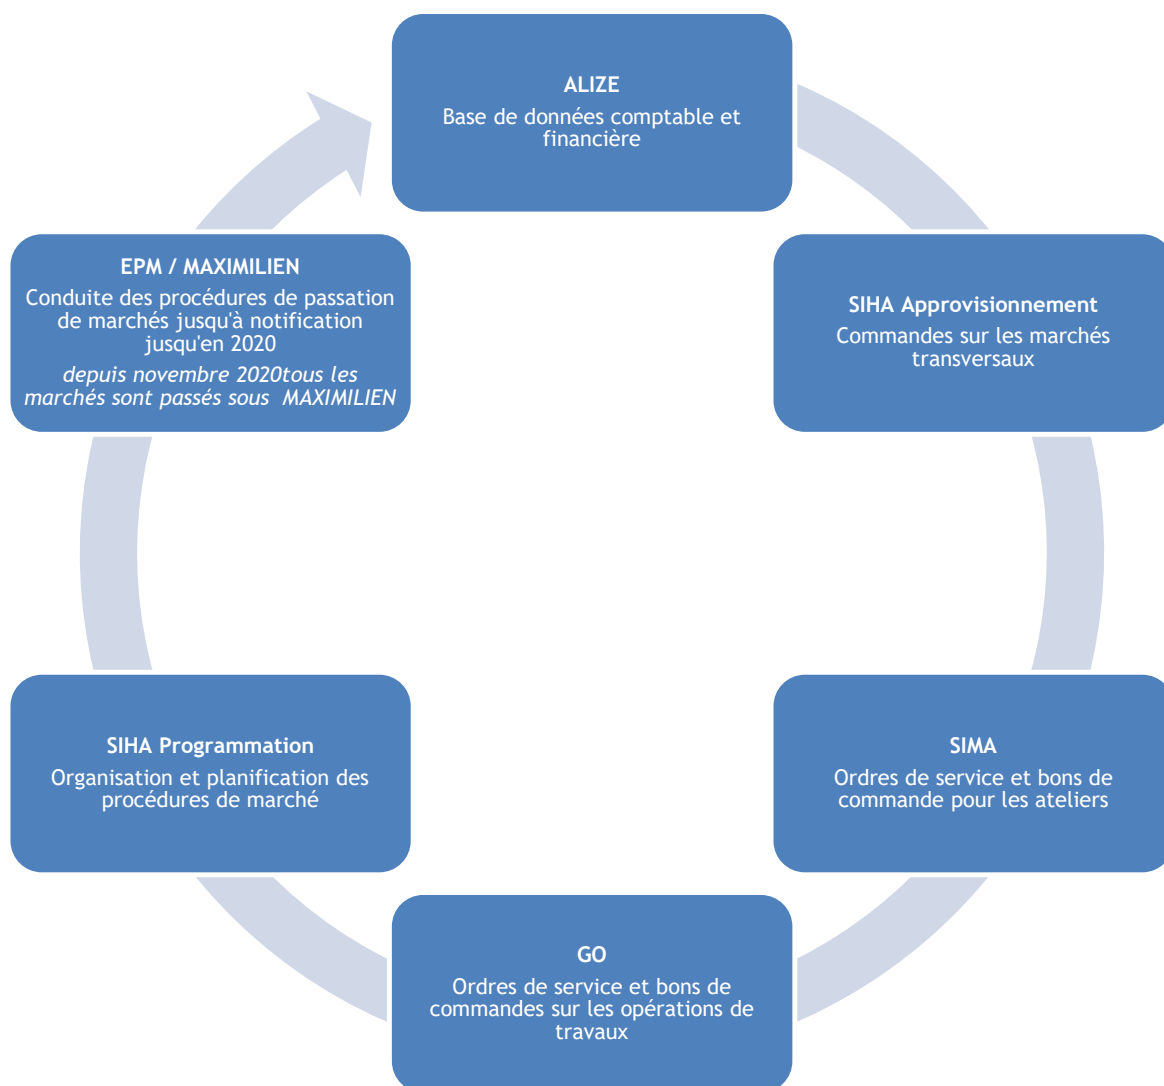 ALIZE
Base de données comptable et
financière
EPM / MAXIMILIEN
Conduite des procédures de passation
de marchés jusqu'à notification
jusqu'en 2020
depuis novembre 2020tous les
marchés sont passés sous  MAXIMILIEN
SIHA Approvisionnement
Commandes sur les marchés
transversaux
SIHA Programmation
Organisation et planification des
procédures de marché
SIMA
Ordres de service et bons de
commande pour les ateliers
GO
Ordres de service et bons de
commandes sur les opérations de
travaux